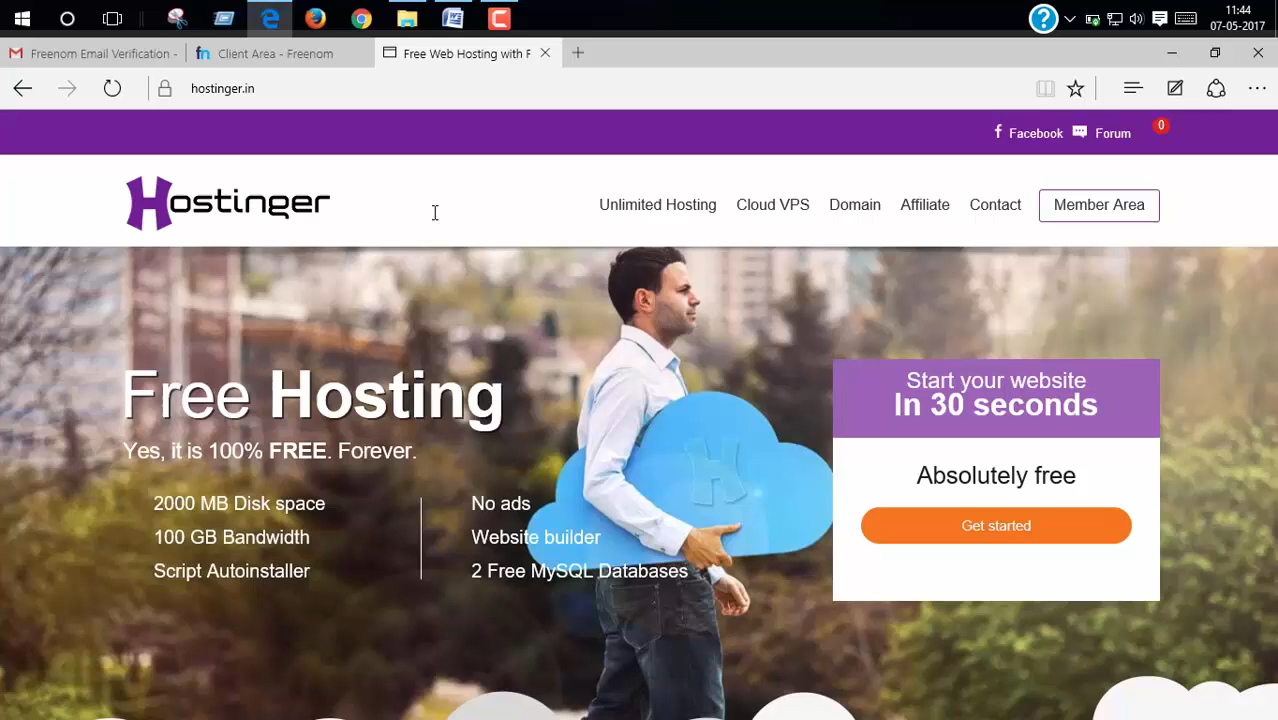 11:44
07-05-2017
Freenom Email Verification -
Client Area - Freenom
Free Web Hosting with F
hostinger.in
Facebook
Forum
0
Hostinger
Unlimited Hosting
Cloud VPS
Domain
Affiliate
Contact
Member Area
Free Hosting
Yes, it is 100% FREE. Forever.
2000 MB Disk space
100 GB Bandwidth
Script Autoinstaller
No ads
Website builder
2 Free MySQL Databases
Start your website
In 30 seconds
Absolutely free
Get started